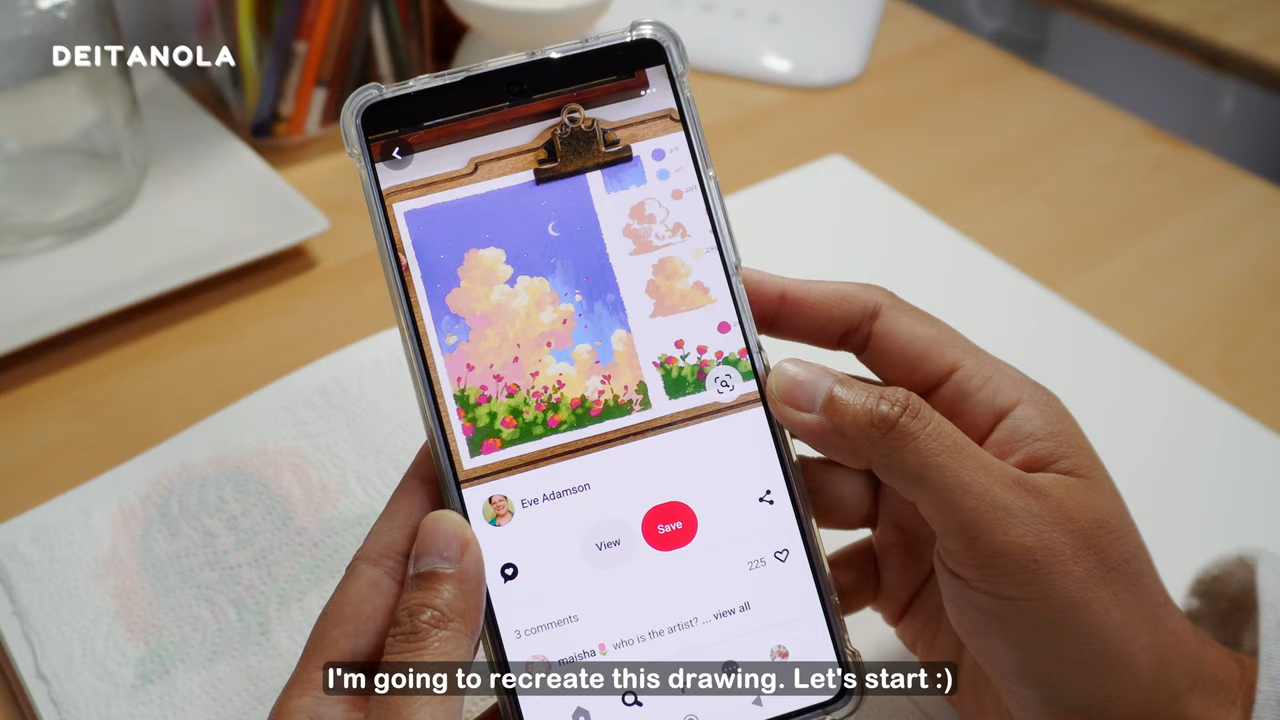 DEITANOLA
Eve Adamson
View
Save
225
3 comments
maisha🌷 who is the artist? ... view all
I'm going to recreate this drawing. Let's start :)